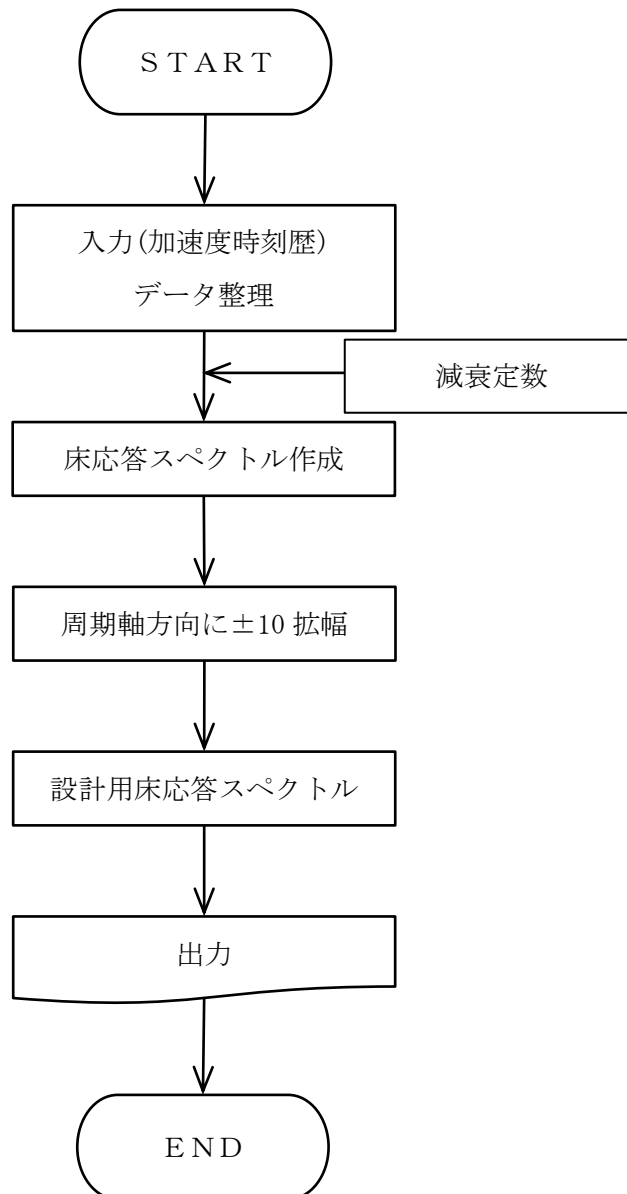 START
入力(加速度時刻歴)
データ整理
減衰定数
床応答スペクトル作成
周期軸方向に±10 拡幅
設計用床応答スペクトル
出力
END